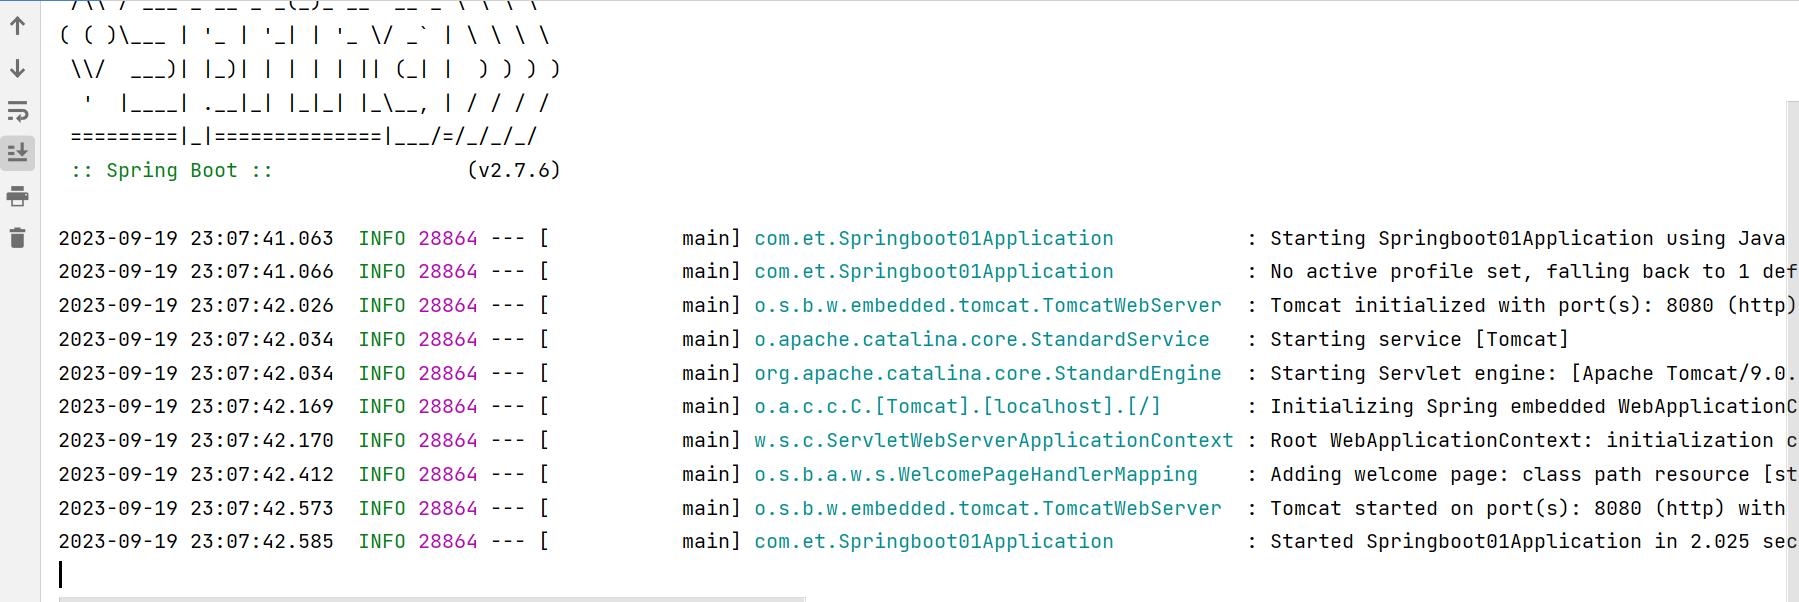 ( ( )\___ | '_ | '_| | '_ \/ _` | \ \ \ \
 \\/  ___)| |_)| | | | | || (_| |  ) ) ) )
  '  |____| .__|_| |_|_| |_\__, | / / / /
 =========|_|==============|___/=/_/_/_/
 :: Spring Boot ::                (v2.7.6)
2023-09-19 23:07:41.063  INFO 28864 --- [           main] com.et.Springboot01Application           : Starting Springboot01Application using Java
2023-09-19 23:07:41.066  INFO 28864 --- [           main] com.et.Springboot01Application           : No active profile set, falling back to 1 def
2023-09-19 23:07:42.026  INFO 28864 --- [           main] o.s.b.w.embedded.tomcat.TomcatWebServer  : Tomcat initialized with port(s): 8080 (http)
2023-09-19 23:07:42.034  INFO 28864 --- [           main] o.apache.catalina.core.StandardService   : Starting service [Tomcat]
2023-09-19 23:07:42.034  INFO 28864 --- [           main] org.apache.catalina.core.StandardEngine  : Starting Servlet engine: [Apache Tomcat/9.0.
2023-09-19 23:07:42.169  INFO 28864 --- [           main] o.a.c.c.C.[Tomcat].[localhost].[/]       : Initializing Spring embedded WebApplicationC
2023-09-19 23:07:42.170  INFO 28864 --- [           main] w.s.c.ServletWebServerApplicationContext : Root WebApplicationContext: initialization c
2023-09-19 23:07:42.412  INFO 28864 --- [           main] o.s.b.a.w.s.WelcomePageHandlerMapping    : Adding welcome page: class path resource [st
2023-09-19 23:07:42.573  INFO 28864 --- [           main] o.s.b.w.embedded.tomcat.TomcatWebServer  : Tomcat started on port(s): 8080 (http) with
2023-09-19 23:07:42.585  INFO 28864 --- [           main] com.et.Springboot01Application           : Started Springboot01Application in 2.025 sec